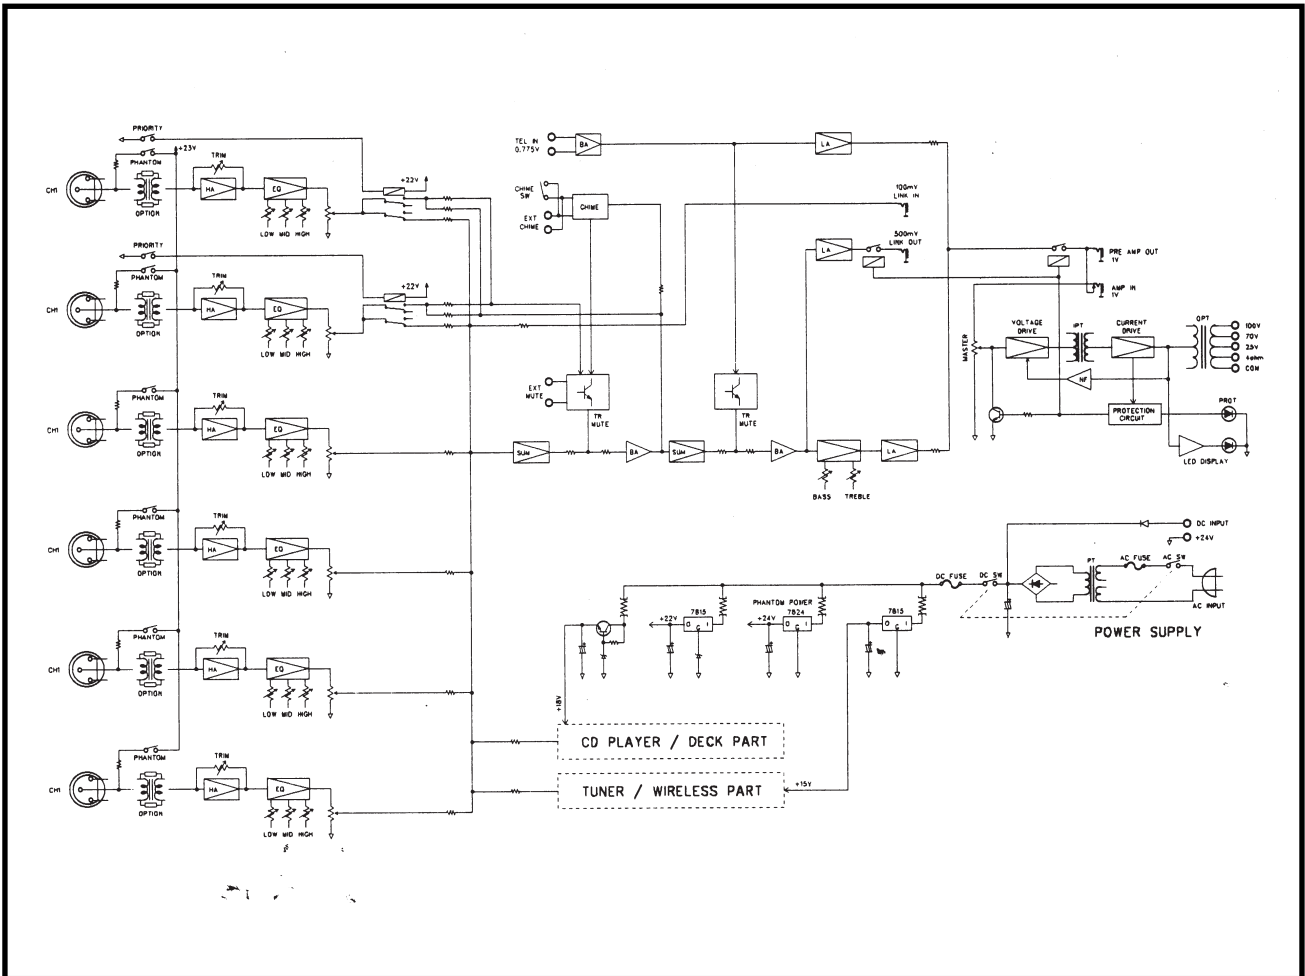 PRIORITY
+23V
PHANTOM
TRIM
CH1
HA
EQ
OPTION
LOW MID HIGH
+22V
PRIORITY
PHANTOM
TRIM
CH1
HA
EQ
OPTION
LOW MID HIGH
+22V
PHANTOM
TRIM
CH1
HA
EQ
OPTION
LOW MID HIGH
PHANTOM
TRIM
CH1
HA
EQ
OPTION
LOW MID HIGH
PHANTOM
TRIM
CH1
HA
EQ
OPTION
LOW MID HIGH
PHANTOM
TRIM
CH1
HA
EQ
OPTION
LOW MID HIGH
TEL IN
0.775V
BA
LA
CHIME
SW
EXT
CHIME
CHIME
100mV
LINK IN
500mV
LINK OUT
LA
PRE AMP OUT
1V
AMP IN
1V
MASTER
VOLTAGE
DRIVE
IPT
CURRENT
DRIVE
OPT
100V
70V
25V
4ohm
COM
NF
PROTECTION
CIRCUIT
PROT
LED DISPLAY
EXT
MUTE
TR
MUTE
TR
MUTE
SUM
BA
SUM
BA
LA
BASS
TREBLE
DC INPUT
+24V
DC FUSE
DC SW
PT
AC FUSE
AC SW
AC INPUT
POWER SUPPLY
+22V
7815
O G I
PHANTOM POWER
+24V
7824
O G I
7815
O G I
+18V
CD PLAYER / DECK PART
TUNER / WIRELESS PART
+15V